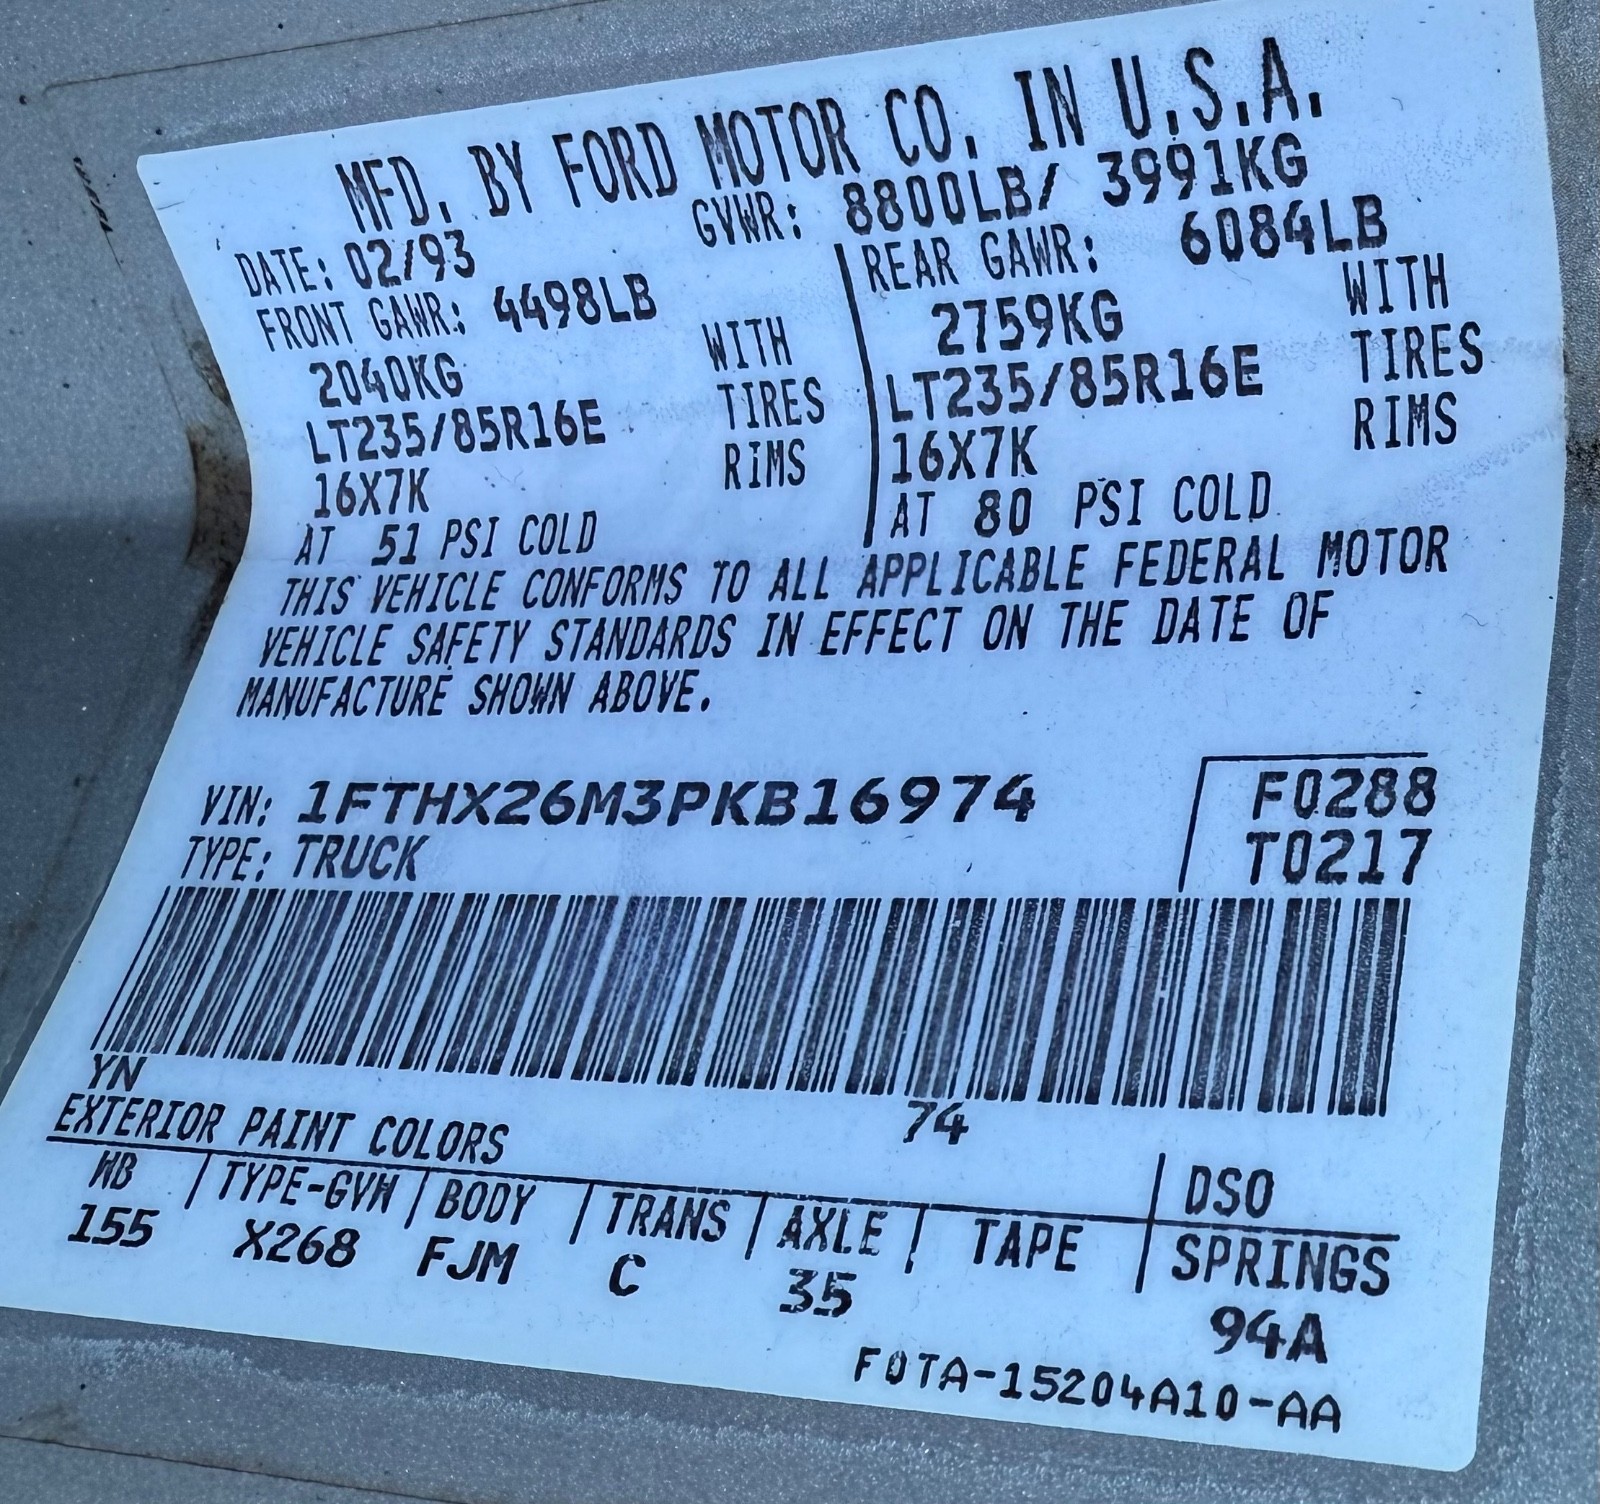 MFD. BY FORD MOTOR CO. IN U.S.A.
DATE: 02/93 GVWR: 8800LB/ 3991KG
FRONT GAWR: 4498LB REAR GAWR: 6084LB
2040KG WITH 2759KG WITH
LT235/85R16E TIRES LT235/85R16E TIRES
16X7K RIMS 16X7K RIMS
AT 51 PSI COLD AT 80 PSI COLD
THIS VEHICLE CONFORMS TO ALL APPLICABLE FEDERAL MOTOR
VEHICLE SAFETY STANDARDS IN EFFECT ON THE DATE OF
MANUFACTURE SHOWN ABOVE.
VIN: 1FTHX26M3PKB16974 F0288
TYPE: TRUCK T0217
YN 74
EXTERIOR PAINT COLORS DSO
WB TYPE-GVW BODY TRANS AXLE TAPE SPRINGS
155 X268 FJM C 35 94A
F0TA-15204A10-AA